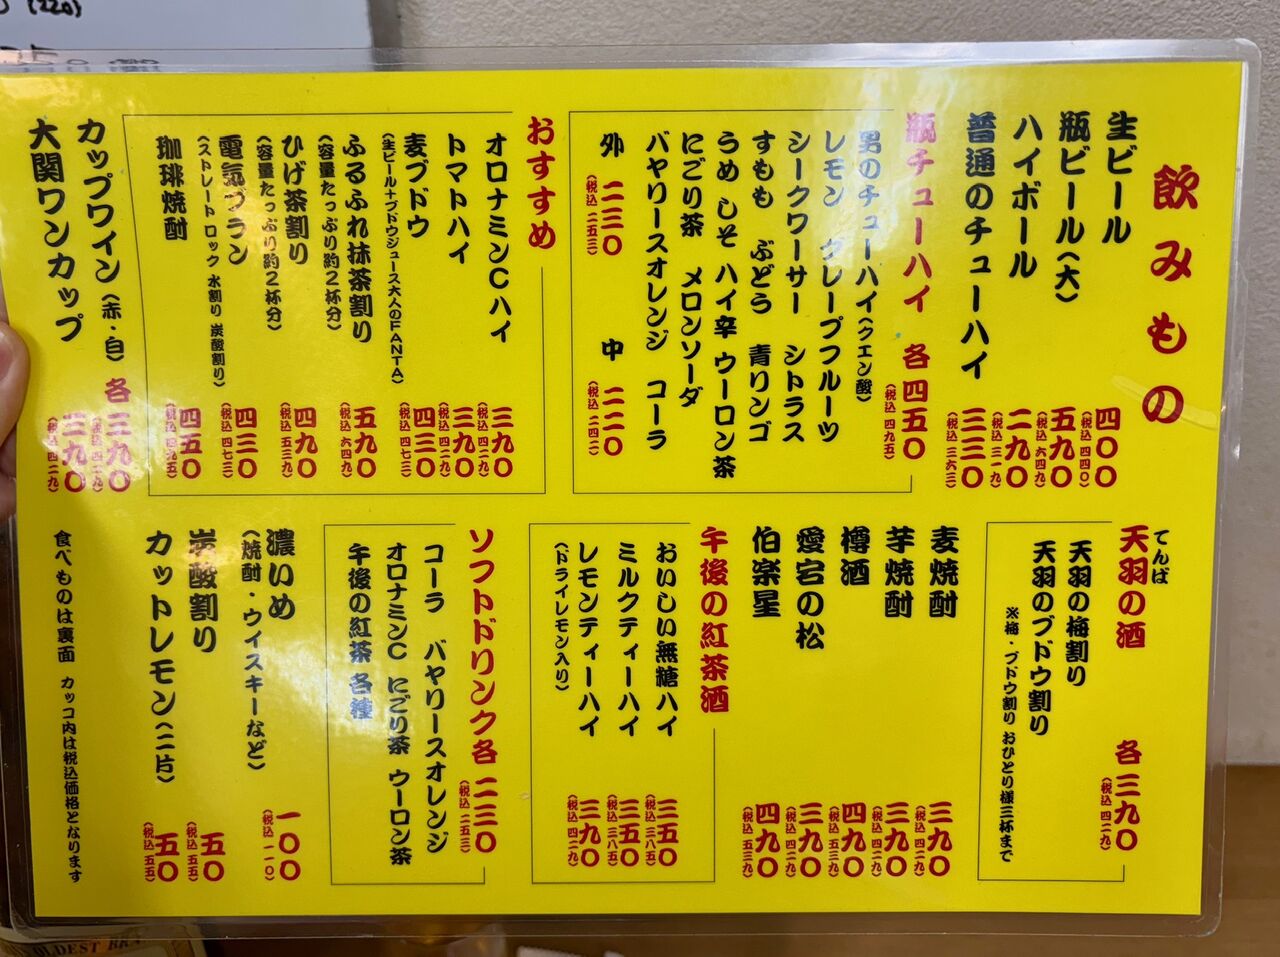 飲みもの
生ビール 四〇〇
(税込 四四〇)
瓶ビール(大) 五九〇
(税込 六四九)
ハイボール 二九〇
(税込 三一九)
普通のチューハイ 三三〇
(税込 三六三)
瓶チューハイ 各 四五〇
(税込 四九五)
男のチューハイ(クエン酸)
レモン グレープフルーツ
シークワーサー シトラス
すもも ぶどう 青りんご
うめ しそ ハイ辛 ウーロン茶
にごり茶 メロンソーダ
バヤリースオレンジ コーラ
外 二三〇 中 二二〇
(税込 二五三) (税込 二四二)
おすすめ
オロナミンCハイ 三九〇
(税込 四二九)
トマトハイ 三九〇
(税込 四二九)
麦ブドウ 四三〇
(生ビール+ブドウジュース大人のFANTA) (税込 四七三)
ふるふれ抹茶割り 五九〇
(容量たっぷり約2杯分) (税込 六四九)
ひげ茶割り 四九〇
(容量たっぷり約2杯分) (税込 五三九)
電気ブラン 四三〇
(ストレート ロック 水割り 炭酸割り) (税込 四七三)
珈琲焼酎 四五〇
(税込 四九五)
カップワイン(赤・白) 各 三九〇
(税込 四二九)
大関ワンカップ 三九〇
(税込 四二九)
てんば
天羽の酒 各 三九〇
(税込 四二九)
天羽の梅割り
天羽のブドウ割り
※梅・ブドウ割り おひとり様三杯まで
麦焼酎 三九〇
(税込 四二九)
芋焼酎 三九〇
(税込 四二九)
樽酒 四九〇
(税込 五三九)
愛宕の松 三九〇
(税込 四二九)
伯楽星 四九〇
(税込 五三九)
午後の紅茶酒
おいしい無糖ハイ 三五〇
(税込 三八五)
ミルクティーハイ 三五〇
(税込 三八五)
レモンティーハイ 三九〇
(ドライレモン入り) (税込 四二九)
ソフトドリンク各 二三〇
(税込 二五三)
コーラ バヤリースオレンジ
オロナミンC にごり茶 ウーロン茶
午後の紅茶 各種
濃いめ 一〇〇
(焼酎・ウイスキーなど) (税込 一一〇)
炭酸割り 五〇
(税込 五五)
カットレモン(二片) 五〇
(税込 五五)
食べものは裏面 カッコ内は税込価格となります
(220)
OLDEST